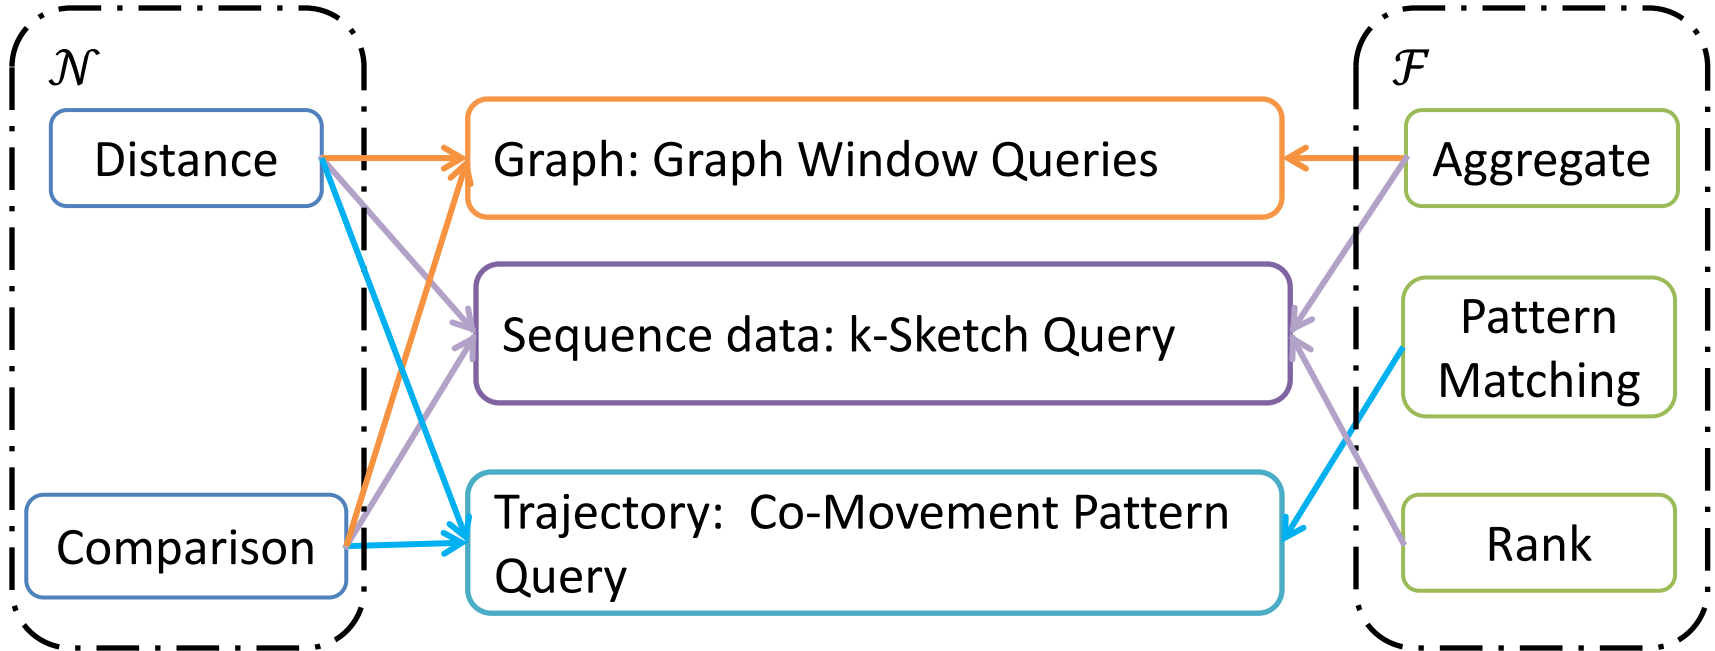 𝒩
Distance
Comparison
Graph: Graph Window Queries
Sequence data: k-Sketch Query
Trajectory:  Co-Movement Pattern
Query
ℱ
Aggregate
Pattern
Matching
Rank